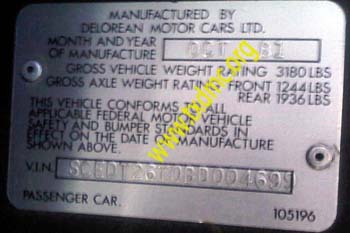 MANUFACTURED BY
DELOREAN MOTOR CARS LTD.
MONTH AND YEAR
OF MANUFACTURE OCT 81
GROSS VEHICLE WEIGHT RATING 3180 LBS
GROSS AXLE WEIGHT RATING FRONT 1244 LBS
REAR 1936 LBS
THIS VEHICLE CONFORMS TO ALL
APPLICABLE FEDERAL MOTOR VEHICLE
SAFETY AND BUMPER STANDARDS IN
EFFECT ON THE DATE OF MANUFACTURE
SHOWN ABOVE.
V.I.N.
PASSENGER CAR.
105196